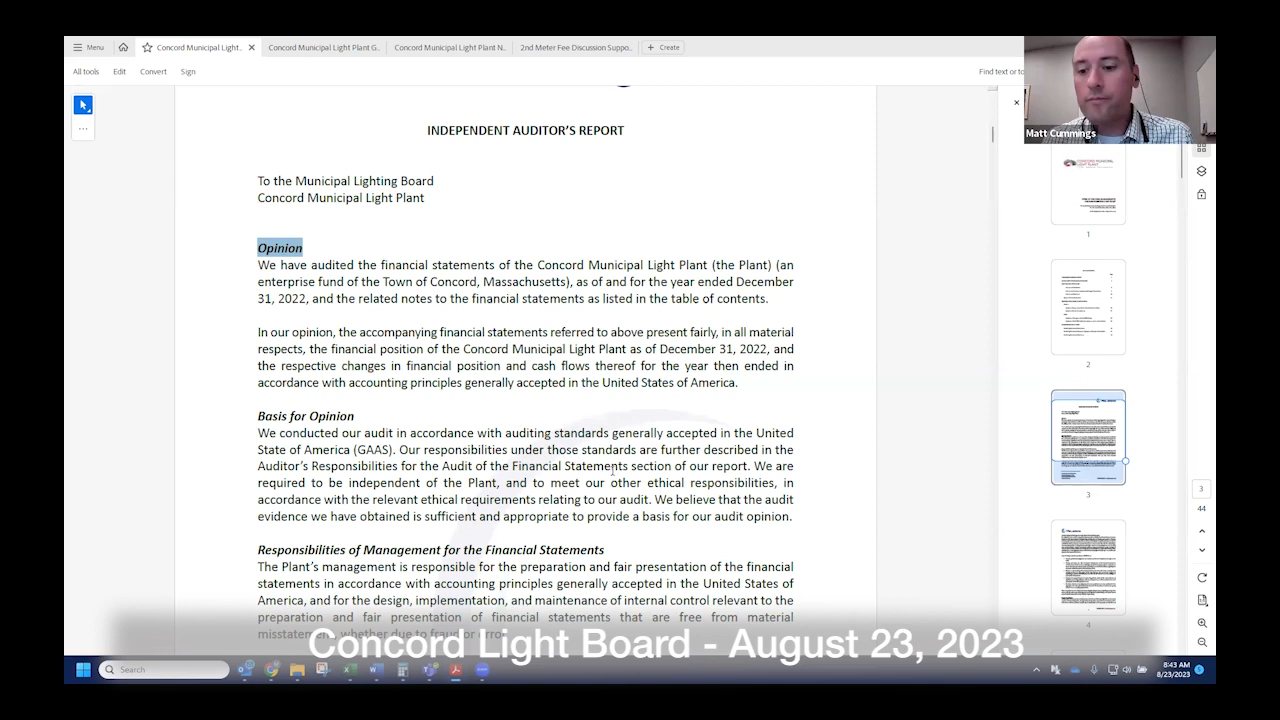 Menu
Concord Municipal Light..
Concord Municipal Light Plant G..
Concord Municipal Light Plant N..
2nd Meter Fee Discussion Suppo..
Create
All tools
Edit
Convert
Sign
Find text or to
Matt Cummings
INDEPENDENT AUDITOR'S REPORT
To the Municipal Lighting Board
Concord Municipal Light Plant
Opinion
We have audited the financial statements of the Concord Municipal Light Plant (the Plant) (an
enterprise fund of the Town of Concord, Massachusetts), as of and for the year ended December
31, 2022, and the related notes to the financial statements as listed in the table of contents.
In our opinion, the accompanying financial statements referred to above present fairly, in all material
respects, the financial position of the Concord Municipal Light Plant as of December 31, 2022, and
the respective changes in financial position and cash flows thereof for the year then ended in
accordance with accounting principles generally accepted in the United States of America.
Basis for Opinion
We conducted our audit in accordance with auditing standards generally accepted in the United
States of America (GAAS). Our responsibilities under those standards are further described in the
Auditor's Responsibilities for the Audit of the Financial Statements section of our report. We are
required to be independent of the Plant, and to meet our other ethical responsibilities, in
accordance with the relevant ethical requirements relating to our audit. We believe that the audit
evidence we have obtained is sufficient and appropriate to provide a basis for our audit opinion.
Responsibilities of Management for the Financial Statements
The Plant's management is responsible for the preparation and fair presentation of the financial
statements in accordance with accounting principles generally accepted in the United States of
America, and for the design, implementation, and maintenance of internal control relevant to the
preparation and fair presentation of financial statements that are free from material
misstatement, whether due to fraud or error.
1
2
3
4
3
44
Concord Light Board - August 23, 2023
Search
8:43 AM
8/23/2023